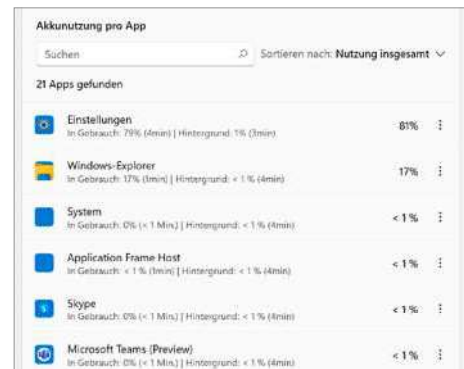 Akkunutzung pro App
Suchen Sortieren nach: Nutzung insgesamt
21 Apps gefunden
Einstellungen 81%
In Gebrauch: 79% (4min) | Hintergrund: 1% (3min)
Windows-Explorer 17%
In Gebrauch: 17% (1min) | Hintergrund: < 1 % (4min)
System < 1 %
In Gebrauch: 0% (< 1 Min.) | Hintergrund: < 1 % (4min)
Application Frame Host < 1 %
In Gebrauch: < 1 % (1min) | Hintergrund: < 1 % (4min)
Skype < 1 %
In Gebrauch: 0% (< 1 Min.) | Hintergrund: < 1 % (4min)
Microsoft Teams (Preview) < 1 %
In Gebrauch: 0% (< 1 Min.) | Hintergrund: < 1 % (4min)